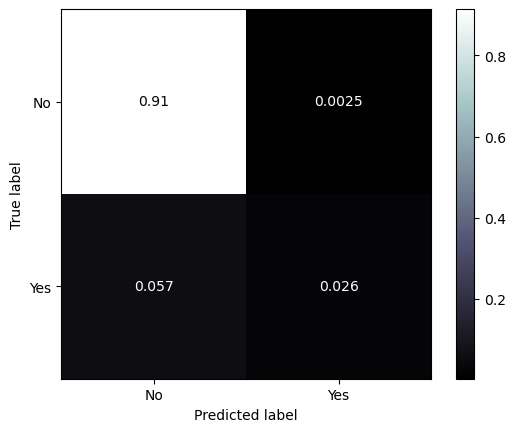 No
0.91
0.0025
Yes
0.057
0.026
No
Yes
Predicted label
True label
0.8
0.6
0.4
0.2